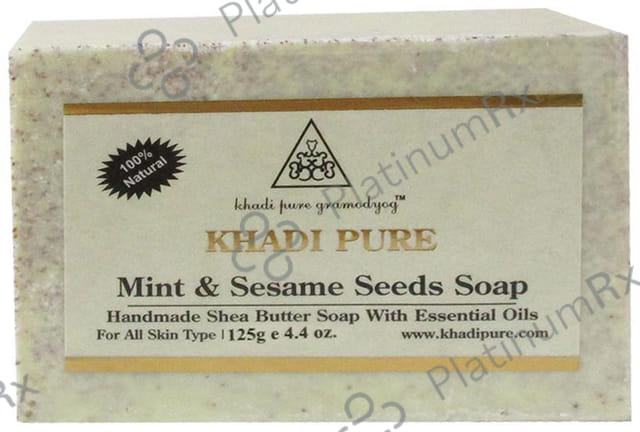 100%
Natural
khadi pure gramodyog™
KHADI PURE
Mint & Sesame Seeds Soap
Handmade Shea Butter Soap With Essential Oils
For All Skin Type | 125g e 4.4 oz. www.khadipure.com
PlatinumRx
PlatinumRx
PlatinumRx
Rx